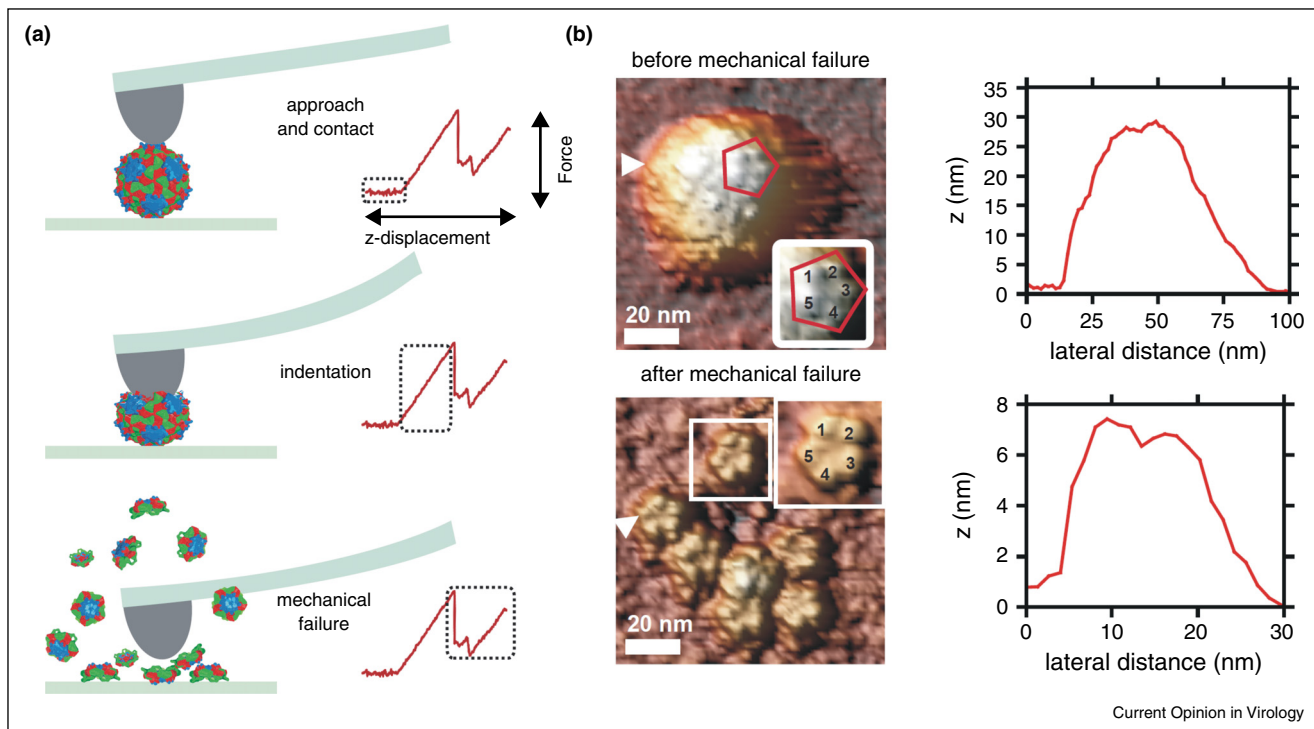 (a)
approach
and contact
Force
z-displacement
indentation
mechanical
failure
(b)
before mechanical failure
1 2
3
5 4
20 nm
35
30
25
20
15
10
5
0
z (nm)
0 25 50 75 100
lateral distance (nm)
after mechanical failure
1 2
5 3
4
20 nm
8
6
4
2
0
z (nm)
0 10 20 30
lateral distance (nm)
Current Opinion in Virology